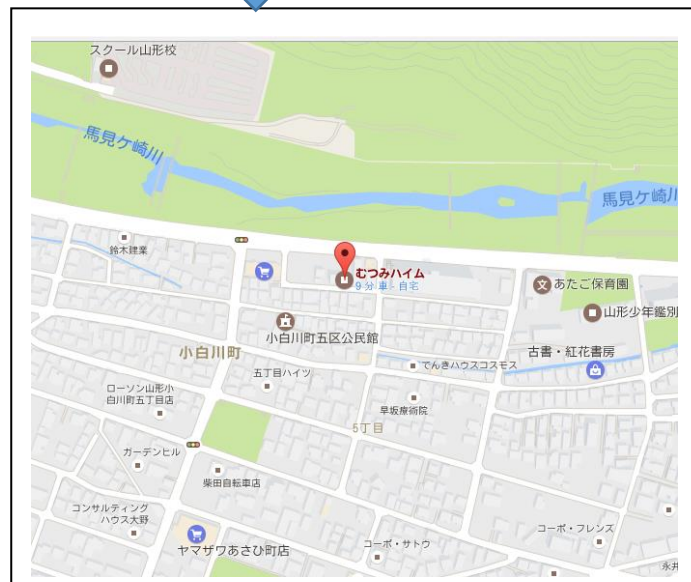 スクール山形校
馬見ケ崎川
馬見ケ崎川
鈴木建業
むつみハイム
9 分 車 - 自宅
あたご保育園
山形少年鑑別
小白川町五区公民館
小白川町
古書・紅花書房
でんきハウスコスモス
五丁目ハイツ
ローソン山形小
白川町五丁目店
早坂療術院
5丁目
ガーデンヒル
柴田自転車店
コンサルティング
ハウス大野
コーポ・フレンズ
ヤマザワあさひ町店
コーポ・サトウ
永井